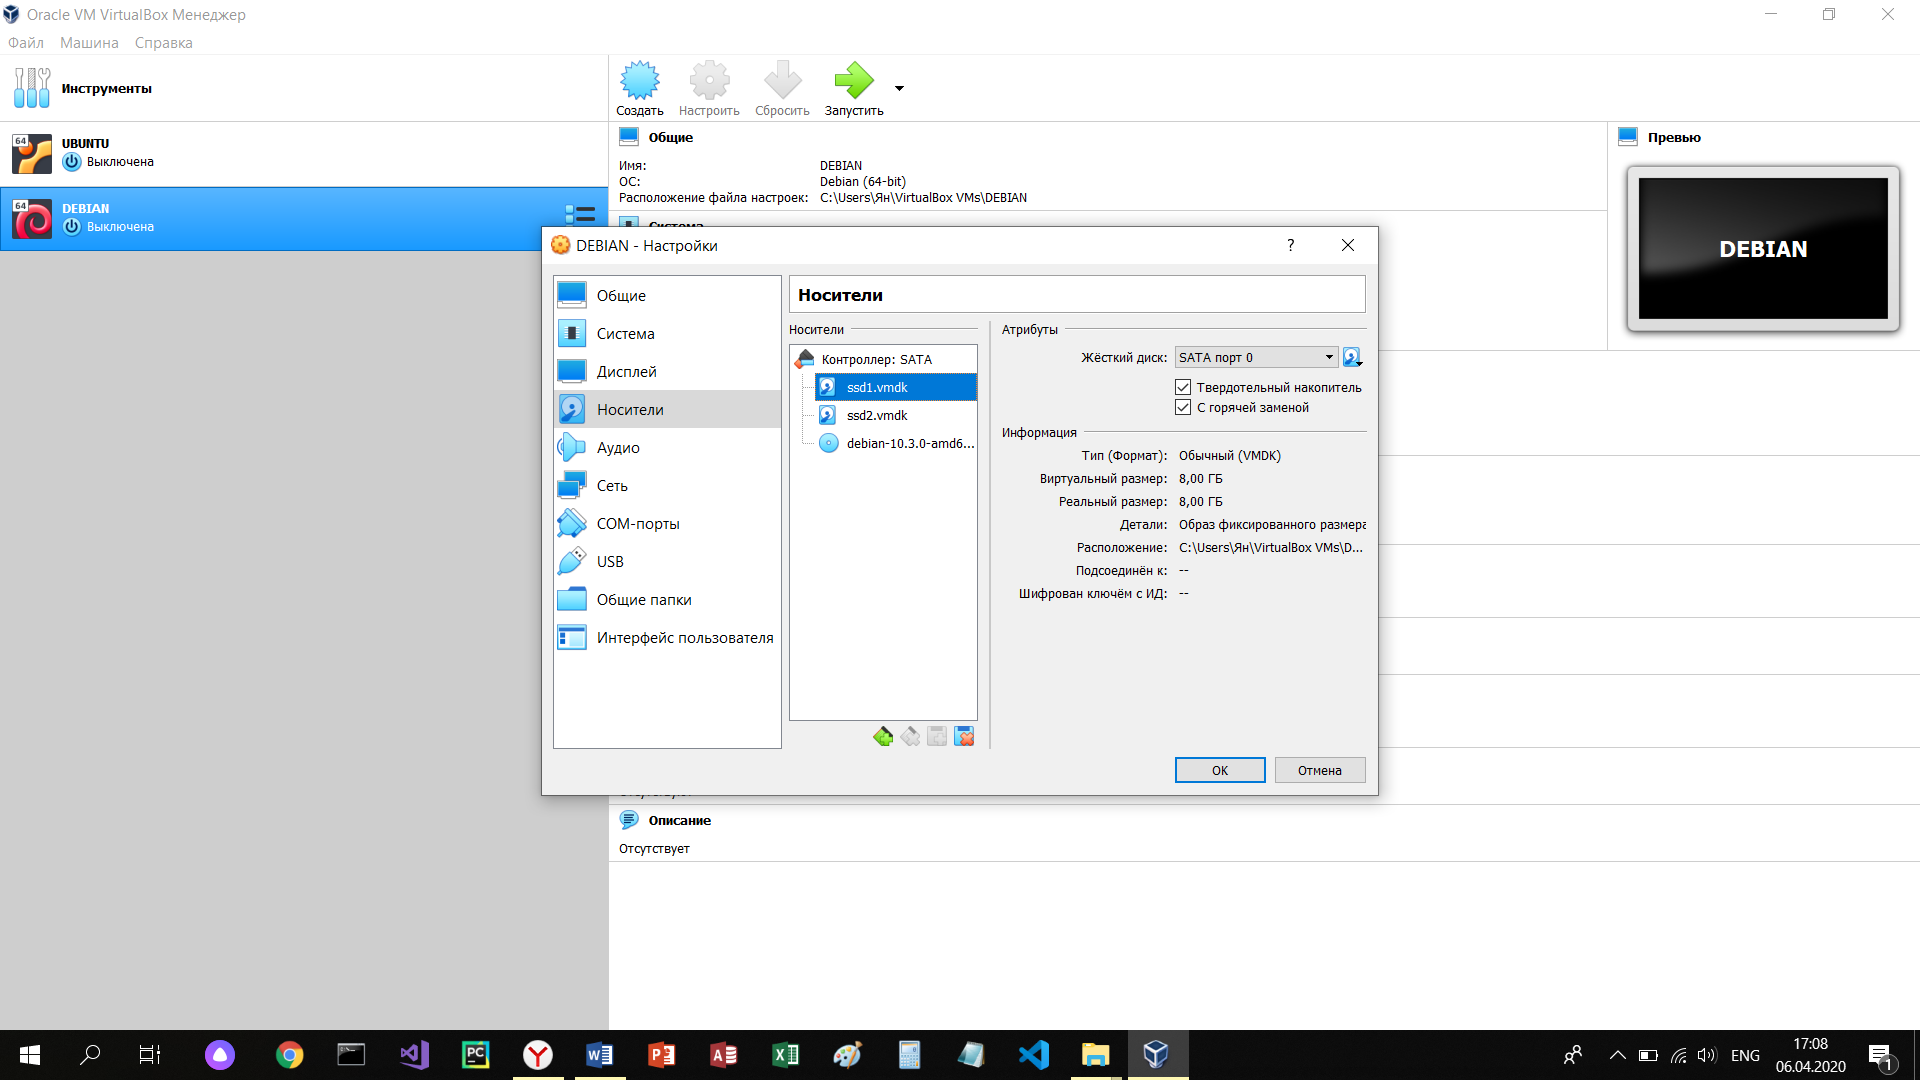 Oracle VM VirtualBox Менеджер
Файл Машина Справка
Инструменты
Создать Настроить Сбросить Запустить
64
UBUNTU
Выключена
64
DEBIAN
Выключена
Общие
Имя: DEBIAN
ОС: Debian (64-bit)
Расположение файла настроек: C:\Users\Ян\VirtualBox VMs\DEBIAN
Система
Превью
DEBIAN
DEBIAN - Настройки
?
Общие
Система
Дисплей
Носители
Аудио
Сеть
COM-порты
USB
Общие папки
Интерфейс пользователя
Носители
Носители
Контроллер: SATA
ssd1.vmdk
ssd2.vmdk
debian-10.3.0-amd6...
Атрибуты
Жёсткий диск: SATA порт 0
Твердотельный накопитель
С горячей заменой
Информация
Тип (Формат): Обычный (VMDK)
Виртуальный размер: 8,00 ГБ
Реальный размер: 8,00 ГБ
Детали: Образ фиксированного размера
Расположение: C:\Users\Ян\VirtualBox VMs\D...
Подсоединён к: --
Шифрован ключём с ИД: --
OK Отмена
Описание
Отсутствует
ENG
17:08
06.04.2020
1